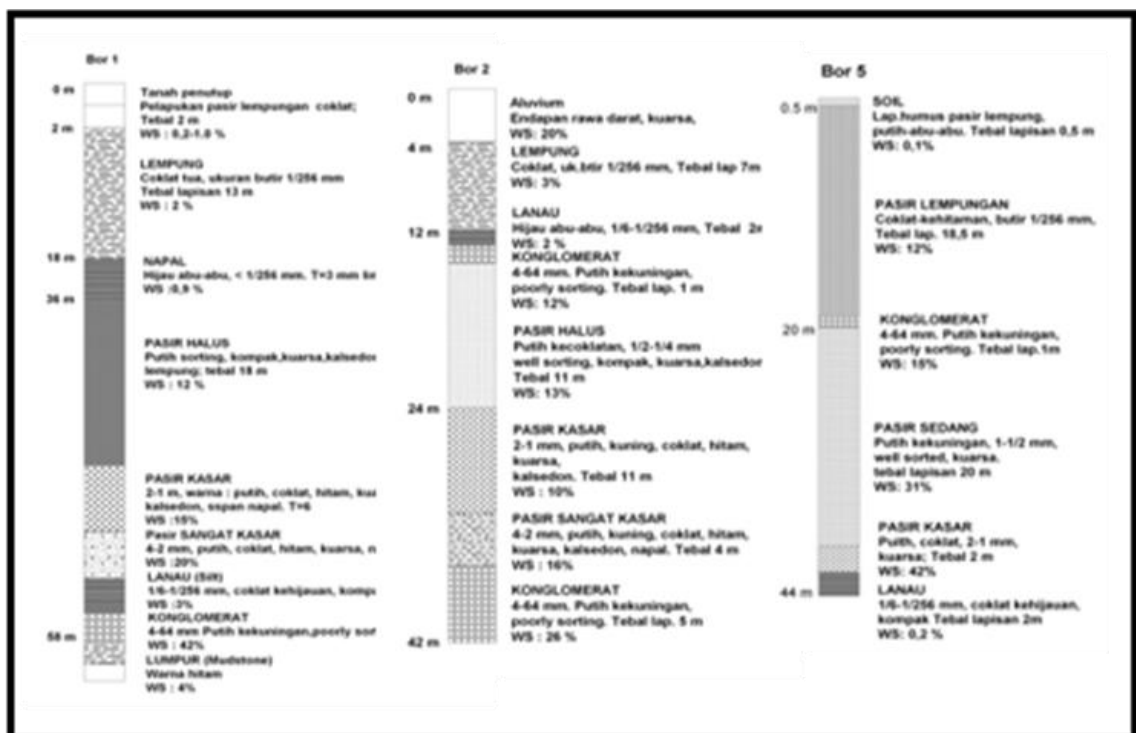 Bor 1
0 m
Tanah penutup
Pelapukan pasir lempungan coklat;
Tebal 2 m
WS : 0,2-1.0 %
2 m
LEMPUNG
Coklat tua, ukuran butir 1/256 mm
Tebal lapisan 13 m
WS : 2 %
18 m
NAPAL
Hijau abu-abu, < 1/256 mm. T=3 mm
WS :0,9 %
36 m
PASIR HALUS
Putih sorting, kompak,kuarsa,kalsedon
lempung; tebal 18 m
WS : 12 %
PASIR KASAR
2-1 m, warna : putih, coklat, hitam,
kalsedon, sspan napal. T=6
WS :15%
Pasir SANGAT KASAR
4-2 mm, putih, coklat, hitam, kuarsa,
WS :20%
LANAU (Silt)
1/6-1/256 mm, coklat kehijauan,
WS :3%
KONGLOMERAT
4-64 mm Putih kekuningan,poorly
WS : 42%
58 m
LUMPUR (Mudstone)
Warna hitam
WS : 4%
Bor 2
0 m
Aluvium
Endapan rawa darat, kuarsa,
WS: 20%
4 m
LEMPUNG
Coklat, uk.btir 1/256 mm, Tebal lap 7m
WS: 3%
LANAU
Hijau abu-abu, 1/6-1/256 mm, Tebal
12 m
WS: 2 %
KONGLOMERAT
4-64 mm. Putih kekuningan,
poorly sorting. Tebal lap. 1 m
WS: 12%
PASIR HALUS
Putih kecoklatan, 1/2-1/4 mm
well sorting, kompak, kuarsa,kalsedon
Tebal 11 m
WS: 13%
24 m
PASIR KASAR
2-1 mm, putih, kuning, coklat, hitam,
kuarsa,
kalsedon. Tebal 11 m
WS : 10%
PASIR SANGAT KASAR
4-2 mm, putih, kuning, coklat, hitam,
kuarsa, kalsedon, napal. Tebal 4 m
WS : 16%
KONGLOMERAT
4-64 mm. Putih kekuningan,
poorly sorting. Tebal lap. 5 m
WS : 26 %
42 m
Bor 5
0.5 m
SOIL
Lap.humus pasir lempung,
putih-abu-abu. Tebal lapisan 0,5 m
WS: 0,1%
PASIR LEMPUNGAN
Coklat-kehitaman, butir 1/256 mm,
Tebal lap. 18,5 m
WS: 12%
20 m
KONGLOMERAT
4-64 mm. Putih kekuningan,
poorly sorting. Tebal lap.1m
WS: 15%
PASIR SEDANG
Putih kekuningan, 1-1/2 mm,
well sorted, kuarsa.
tebal lapisan 20 m
WS: 31%
PASIR KASAR
Puith, coklat, 2-1 mm,
kuarsa; Tebal 2 m
WS: 42%
44 m
LANAU
1/6-1/256 mm, coklat kehijauan,
kompak Tebal lapisan 2m
WS: 0,2 %